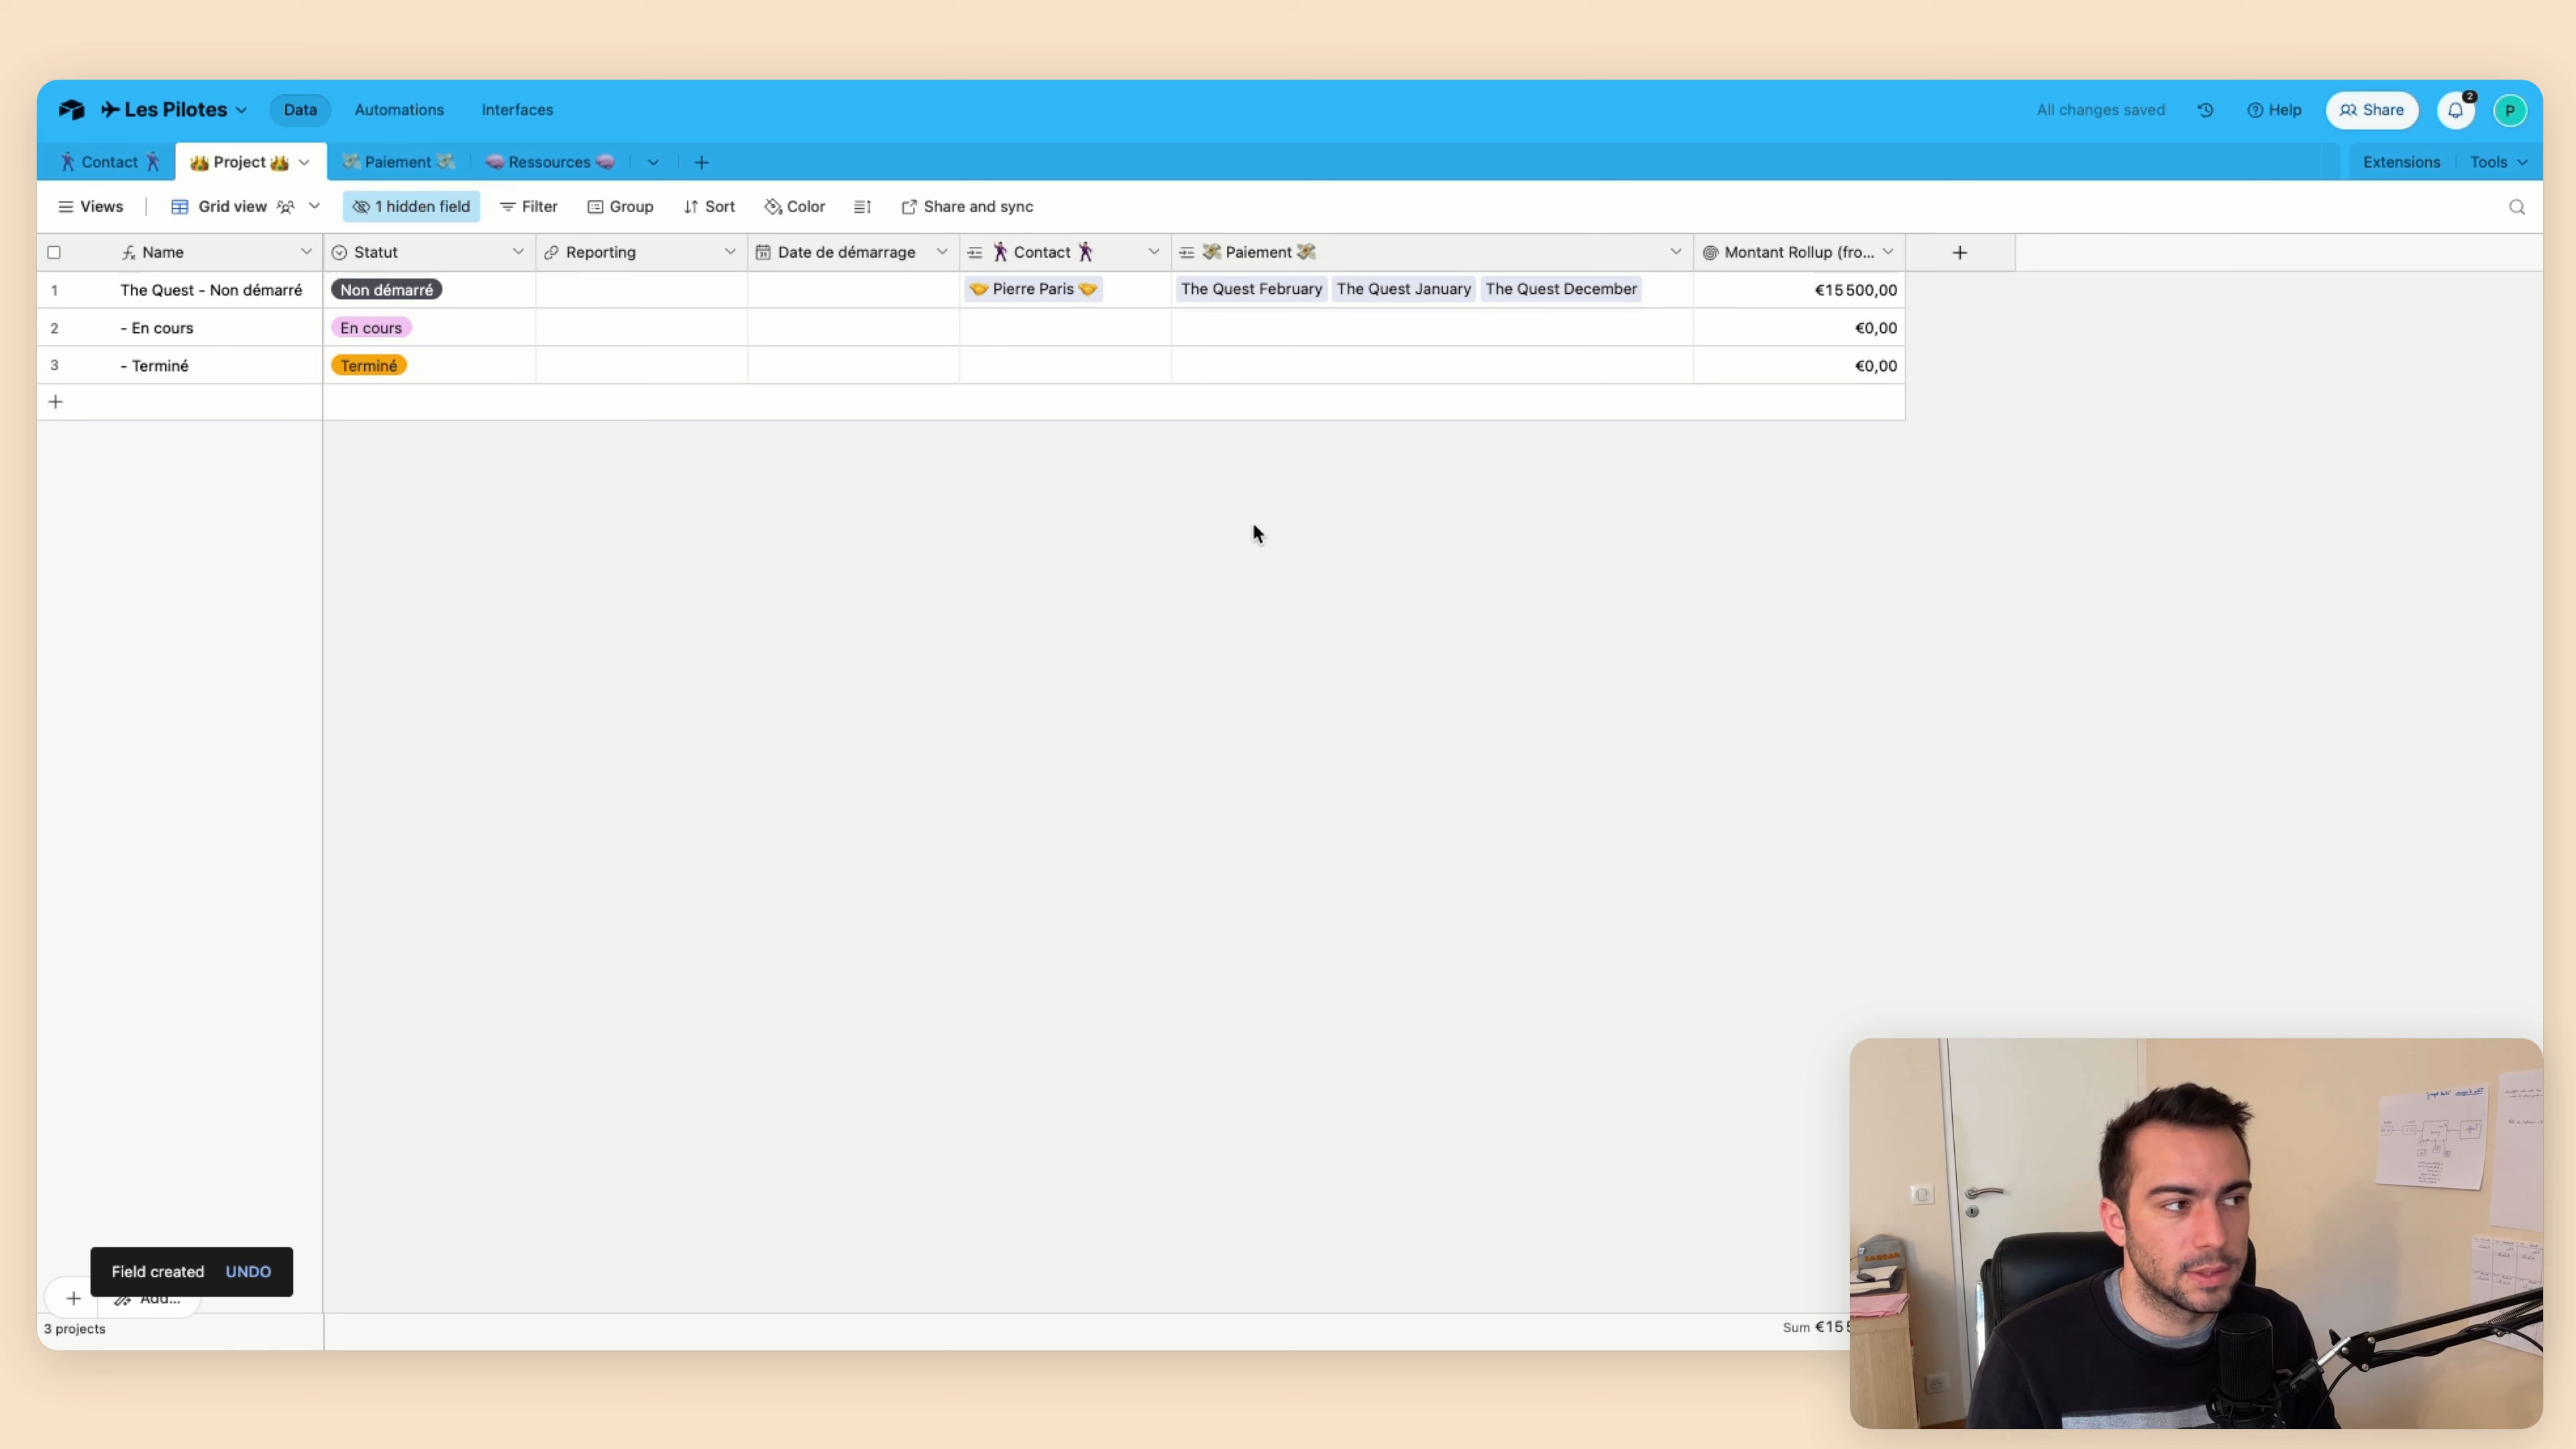 Les Pilotes Data Automations Interfaces All changes saved Help Share 2 P
Contact Project Paiement Ressources Extensions Tools
Views Grid view 1 hidden field Filter Group Sort Color Share and sync
Name Statut Reporting Date de démarrage Contact Paiement Montant Rollup (fro...
1 The Quest - Non démarré Non démarré Pierre Paris The Quest February The Quest January The Quest December €15 500,00
2 - En cours En cours €0,00
3 - Terminé Terminé €0,00
Field created UNDO
Add...
3 projects Sum €15